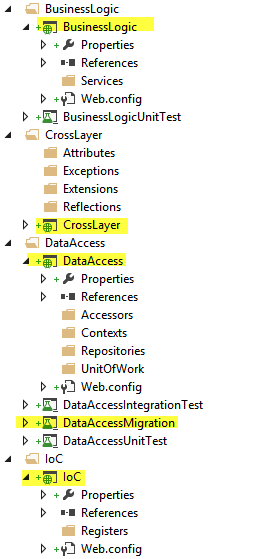 BusinessLogic
BusinessLogic
Properties
References
Services
Web.config
BusinessLogicUnitTest
CrossLayer
Attributes
Exceptions
Extensions
Reflections
CrossLayer
DataAccess
DataAccess
Properties
References
Accessors
Contexts
Repositories
UnitOfWork
Web.config
DataAccessIntegrationTest
DataAccessMigration
DataAccessUnitTest
IoC
IoC
Properties
References
Registers
Web.config